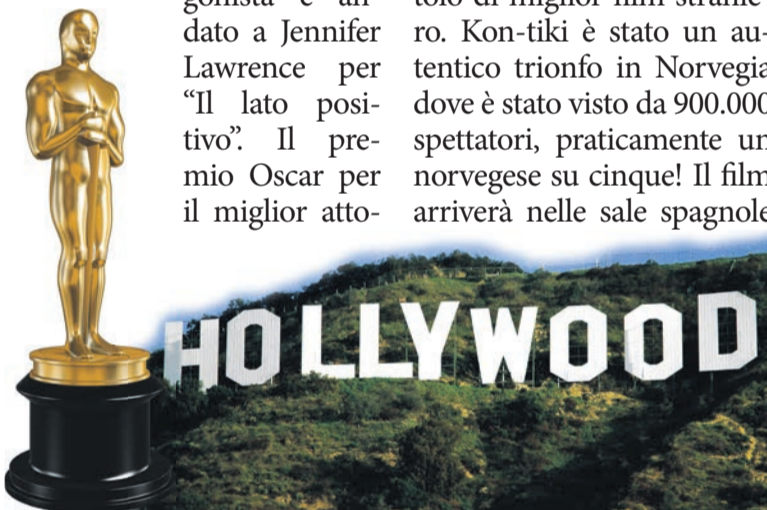 dato a Jennifer
Lawrence per
“Il lato posi-
tivo”. Il pre-
mio Oscar per
il miglior atto-
ro. Kon-tiki è stato un au-
tentico trionfo in Norvegia
dove è stato visto da 900.000
spettatori, praticamente un
norvegese su cinque! Il film
arriverà nelle sale spagnole
HOLLYWOOD